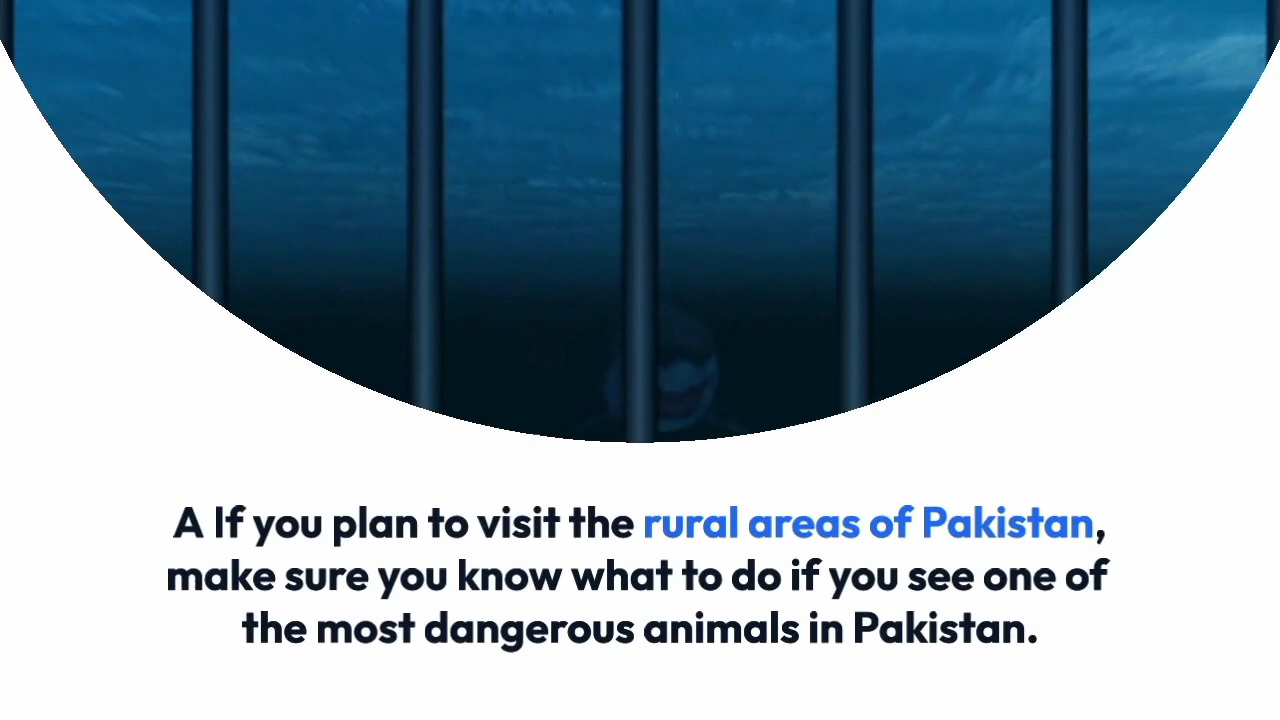 A If you plan to visit the rural areas of Pakistan,
make sure you know what to do if you see one of
the most dangerous animals in Pakistan.